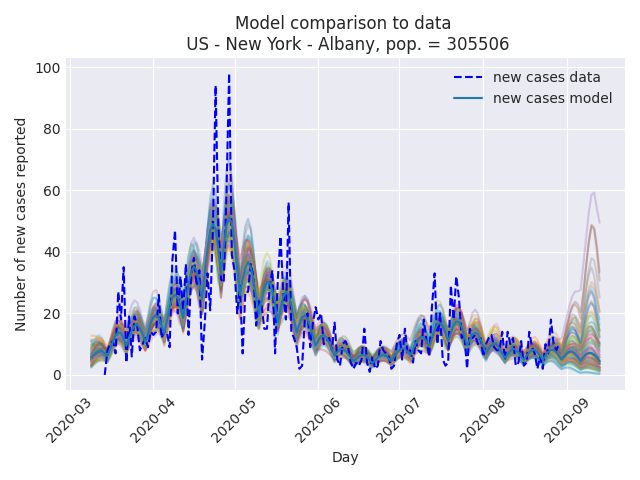 Model comparison to data
US - New York - Albany, pop. = 305506
Number of new cases reported
100
80
60
40
20
0
new cases data
new cases model
2020-03
2020-04
2020-05
2020-06
2020-07
2020-08
2020-09
Day